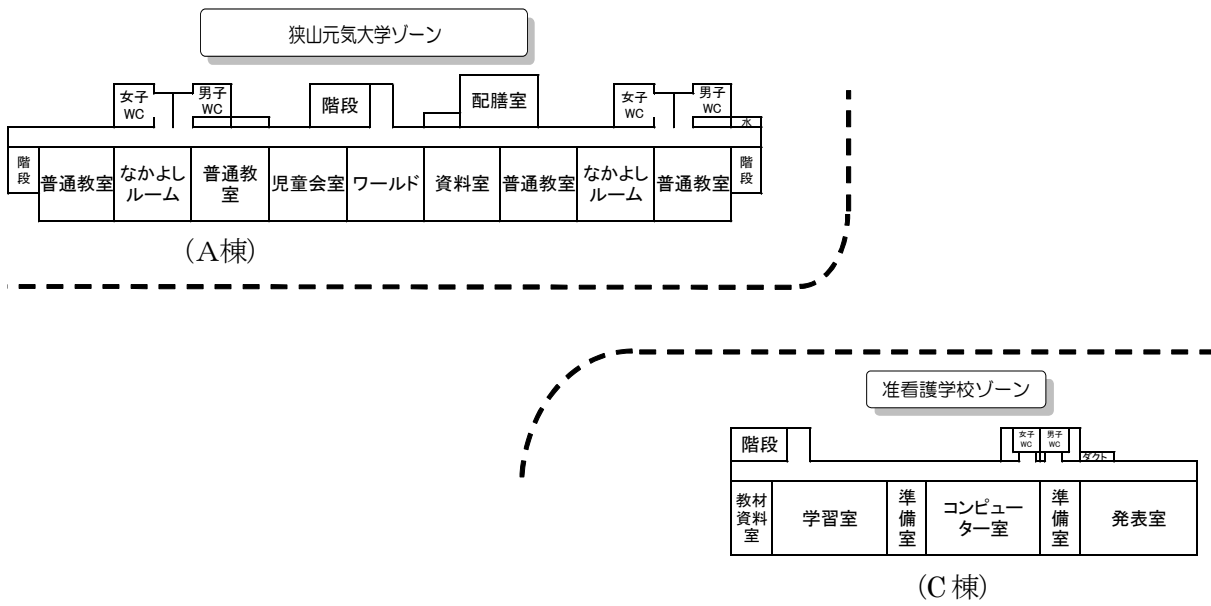 狭山元気大学ゾーン
女子
WC
男子
WC
階段
配膳室
女子
WC
男子
WC
水
階
段
普通教室
なかよし
ルーム
普通教
室
児童会室
ワールド
資料室
普通教室
なかよし
ルーム
普通教室
階
段
(A棟)
准看護学校ゾーン
階段
女子
WC
男子
WC
ダクト
教材
資料
室
学習室
準
備
室
コンピュー
ター室
準
備
室
発表室
(C棟)